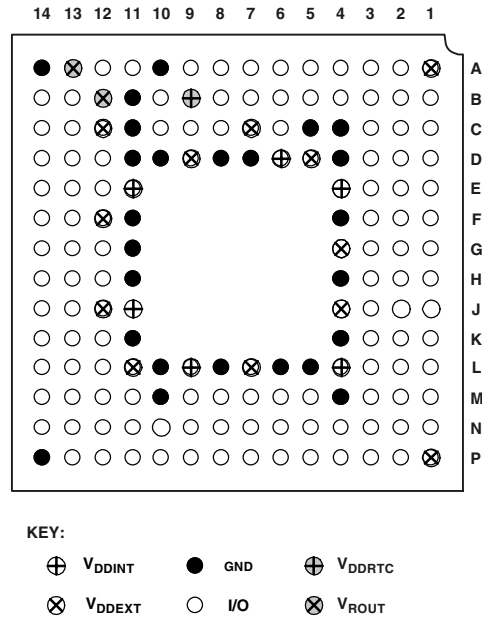 14 13 12 11 10 9 8 7 6 5 4 3 2 1
A
B
C
D
E
F
G
H
J
K
L
M
N
P
KEY:
VDDINT GND VDDRTC
VDDEXT I/O VROUT